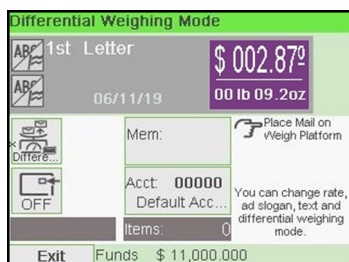 Differential Weighing Mode
ABC 1st Letter
$ 002.87⁰
ABC
06/11/19
00 lb 09.2oz
Differe...
Mem:
Place Mail on
Weigh Platform
OFF
Acct: 00000
Default Acc...
You can change rate,
ad slogan, text and
differential weighing
mode.
Items: 0
Exit
Funds $ 11,000.000